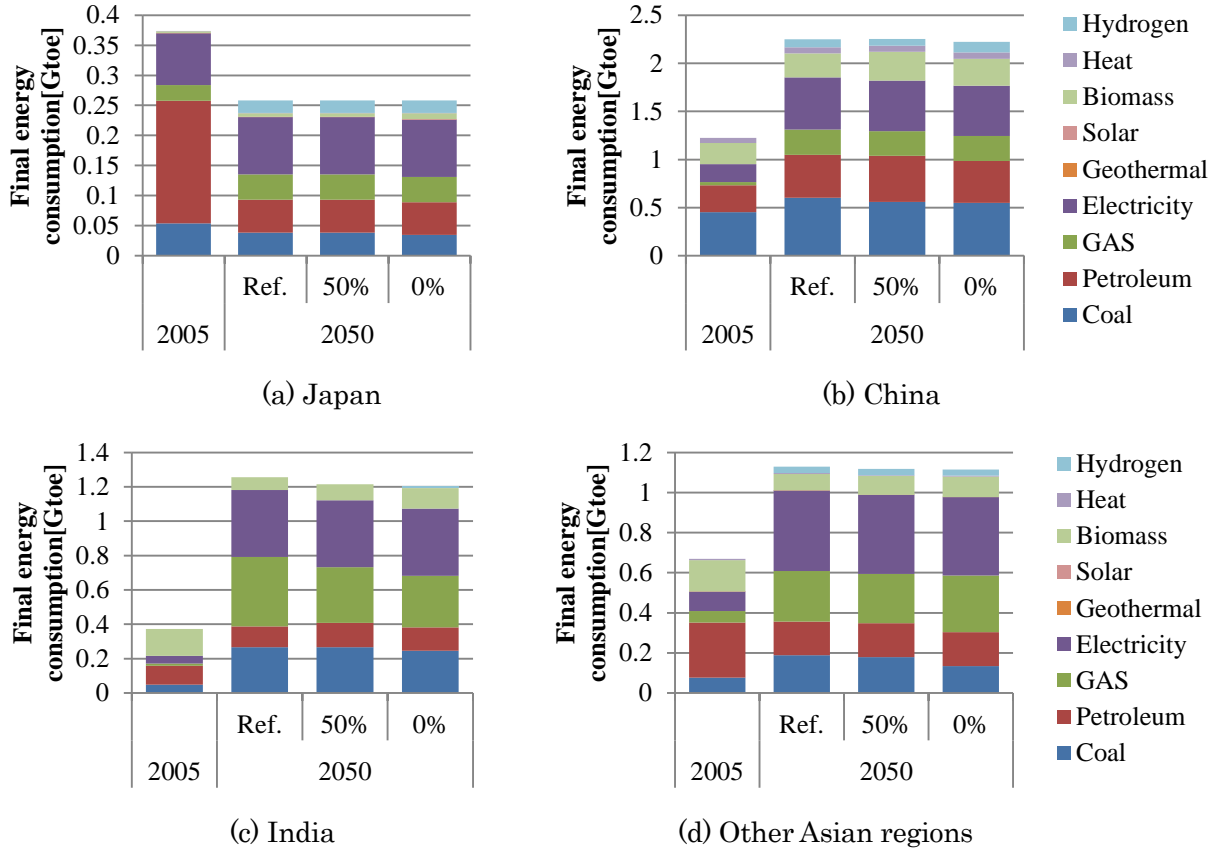 Final energy
consumption[Gtoe]
0.4
0.35
0.3
0.25
0.2
0.15
0.1
0.05
0
Ref. 50% 0%
2005 2050
(a) Japan
Final energy
consumption[Gtoe]
2.5
2
1.5
1
0.5
0
Ref. 50% 0%
2005 2050
(b) China
Hydrogen
Heat
Biomass
Solar
Geothermal
Electricity
GAS
Petroleum
Coal
Final energy
consumption[Gtoe]
1.4
1.2
1
0.8
0.6
0.4
0.2
0
Ref. 50% 0%
2005 2050
(c) India
Final energy
consumption[Gtoe]
1.2
1
0.8
0.6
0.4
0.2
0
Ref. 50% 0%
2005 2050
(d) Other Asian regions
Hydrogen
Heat
Biomass
Solar
Geothermal
Electricity
GAS
Petroleum
Coal